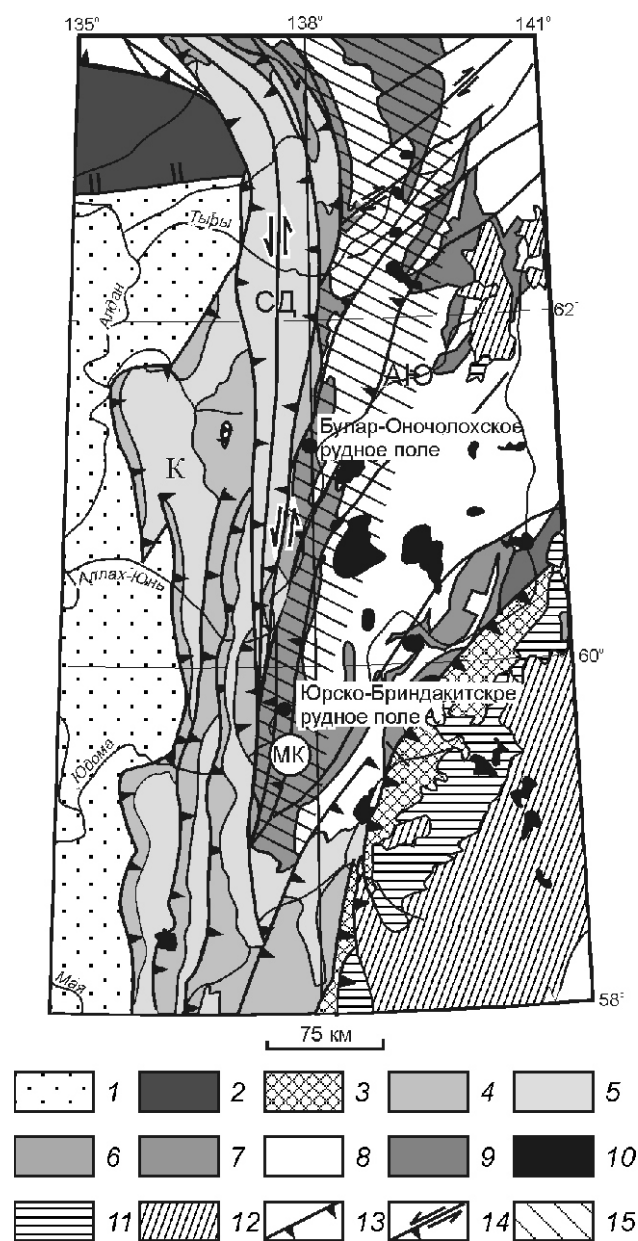 135° 138° 141°
Тыры
Алдан
СД
62°
АЮ
Булар-Оночолохское
рудное поле
К
Аллах-Юнь
60°
Юрско-Бриндакитское
рудное поле
МК
Юдома
Мая
58°
75 км
1 2 3 4 5
6 7 8 9 10
11 12 13 14 15